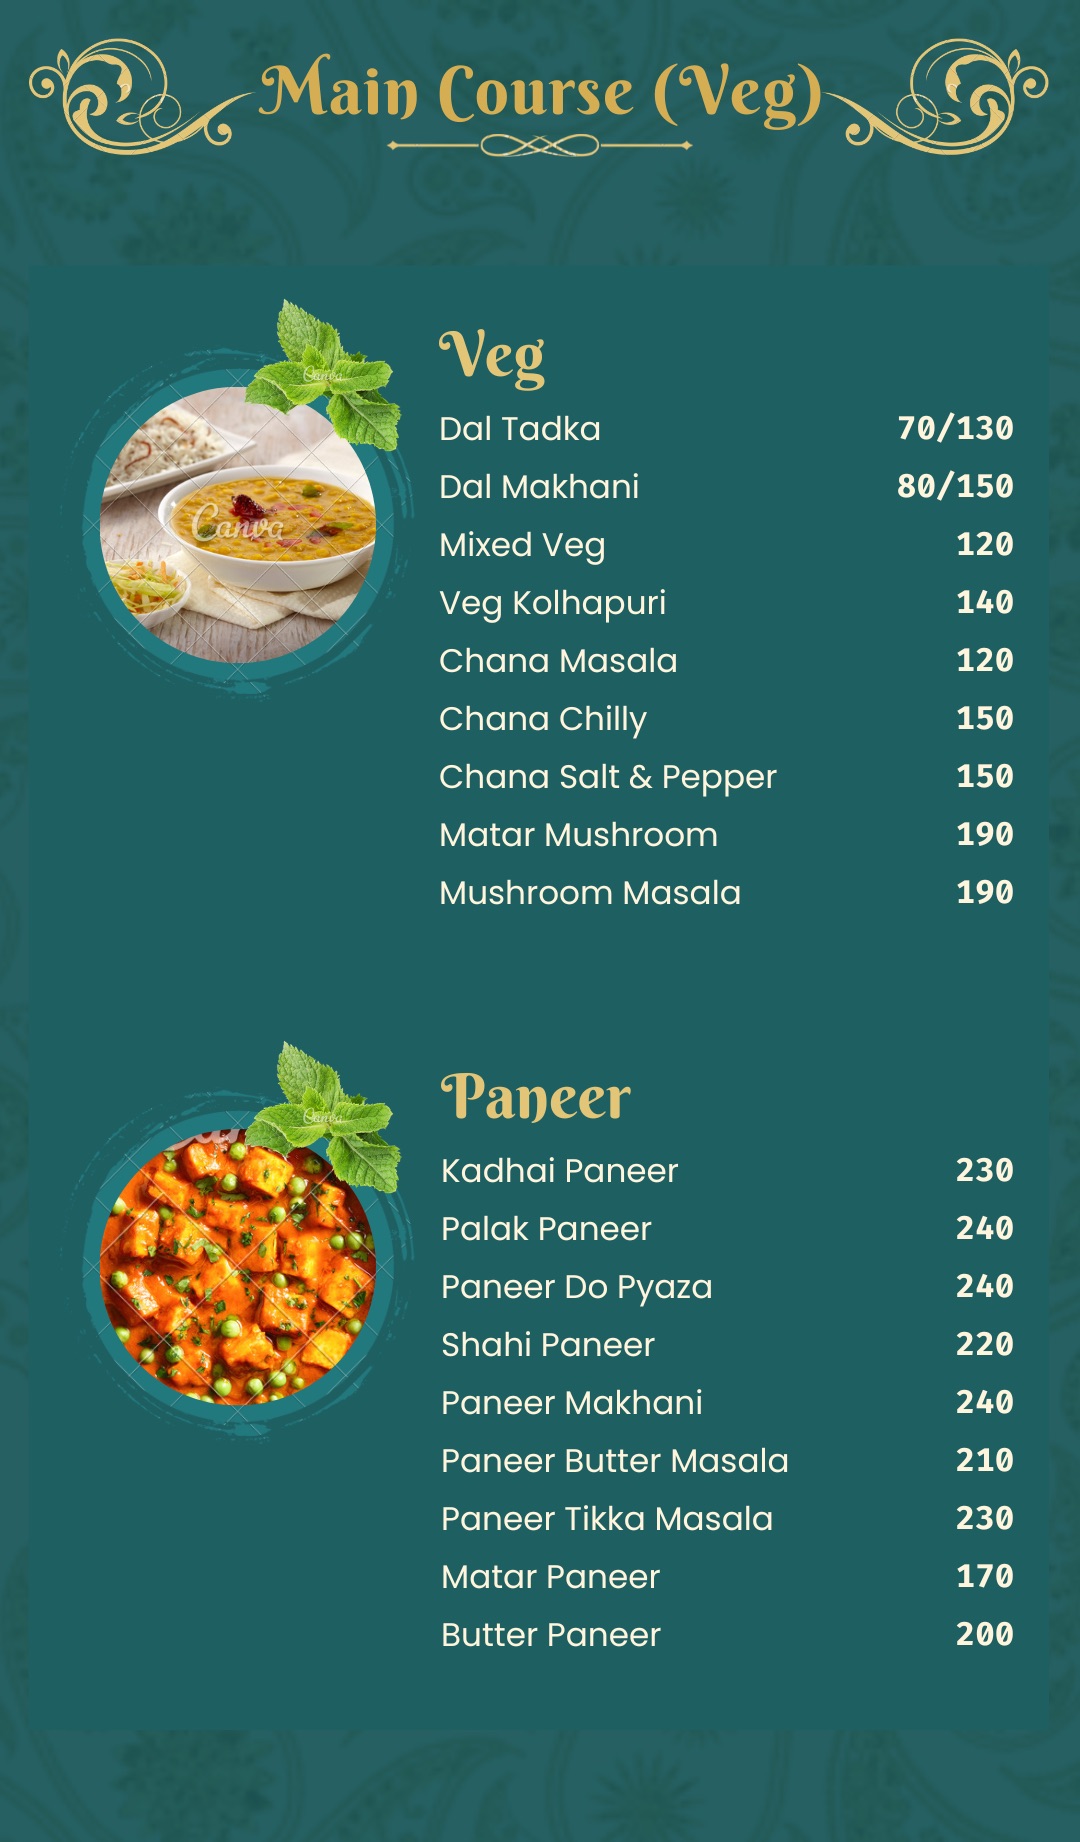 Main Course (Veg)
Veg
Dal Tadka 70/130
Dal Makhani 80/150
Mixed Veg 120
Veg Kolhapuri 140
Chana Masala 120
Chana Chilly 150
Chana Salt & Pepper 150
Matar Mushroom 190
Mushroom Masala 190
Canva
Canva
Paneer
Kadhai Paneer 230
Palak Paneer 240
Paneer Do Pyaza 240
Shahi Paneer 220
Paneer Makhani 240
Paneer Butter Masala 210
Paneer Tikka Masala 230
Matar Paneer 170
Butter Paneer 200
Canva